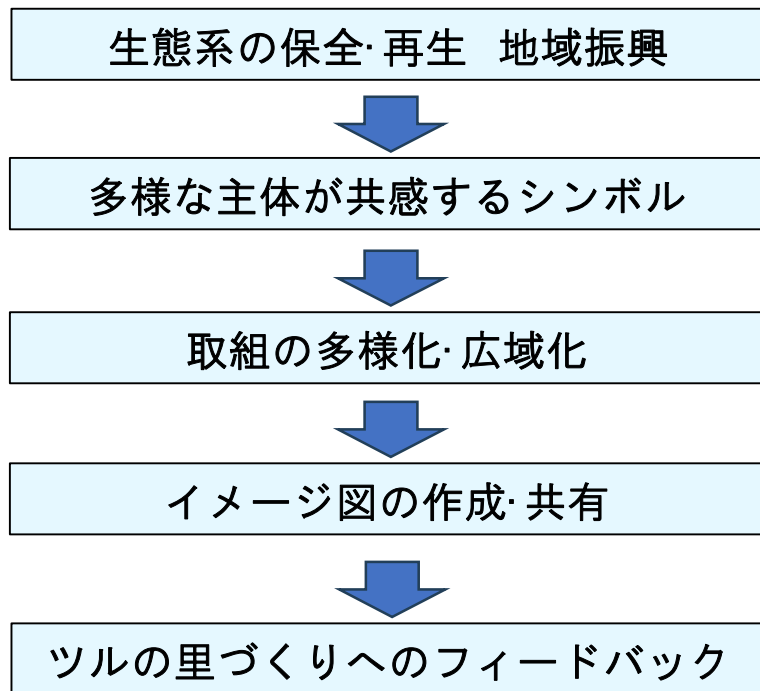 生態系の保全･再生　地域振興
多様な主体が共感するシンボル
取組の多様化･広域化
イメージ図の作成･共有
ツルの里づくりへのフィードバック